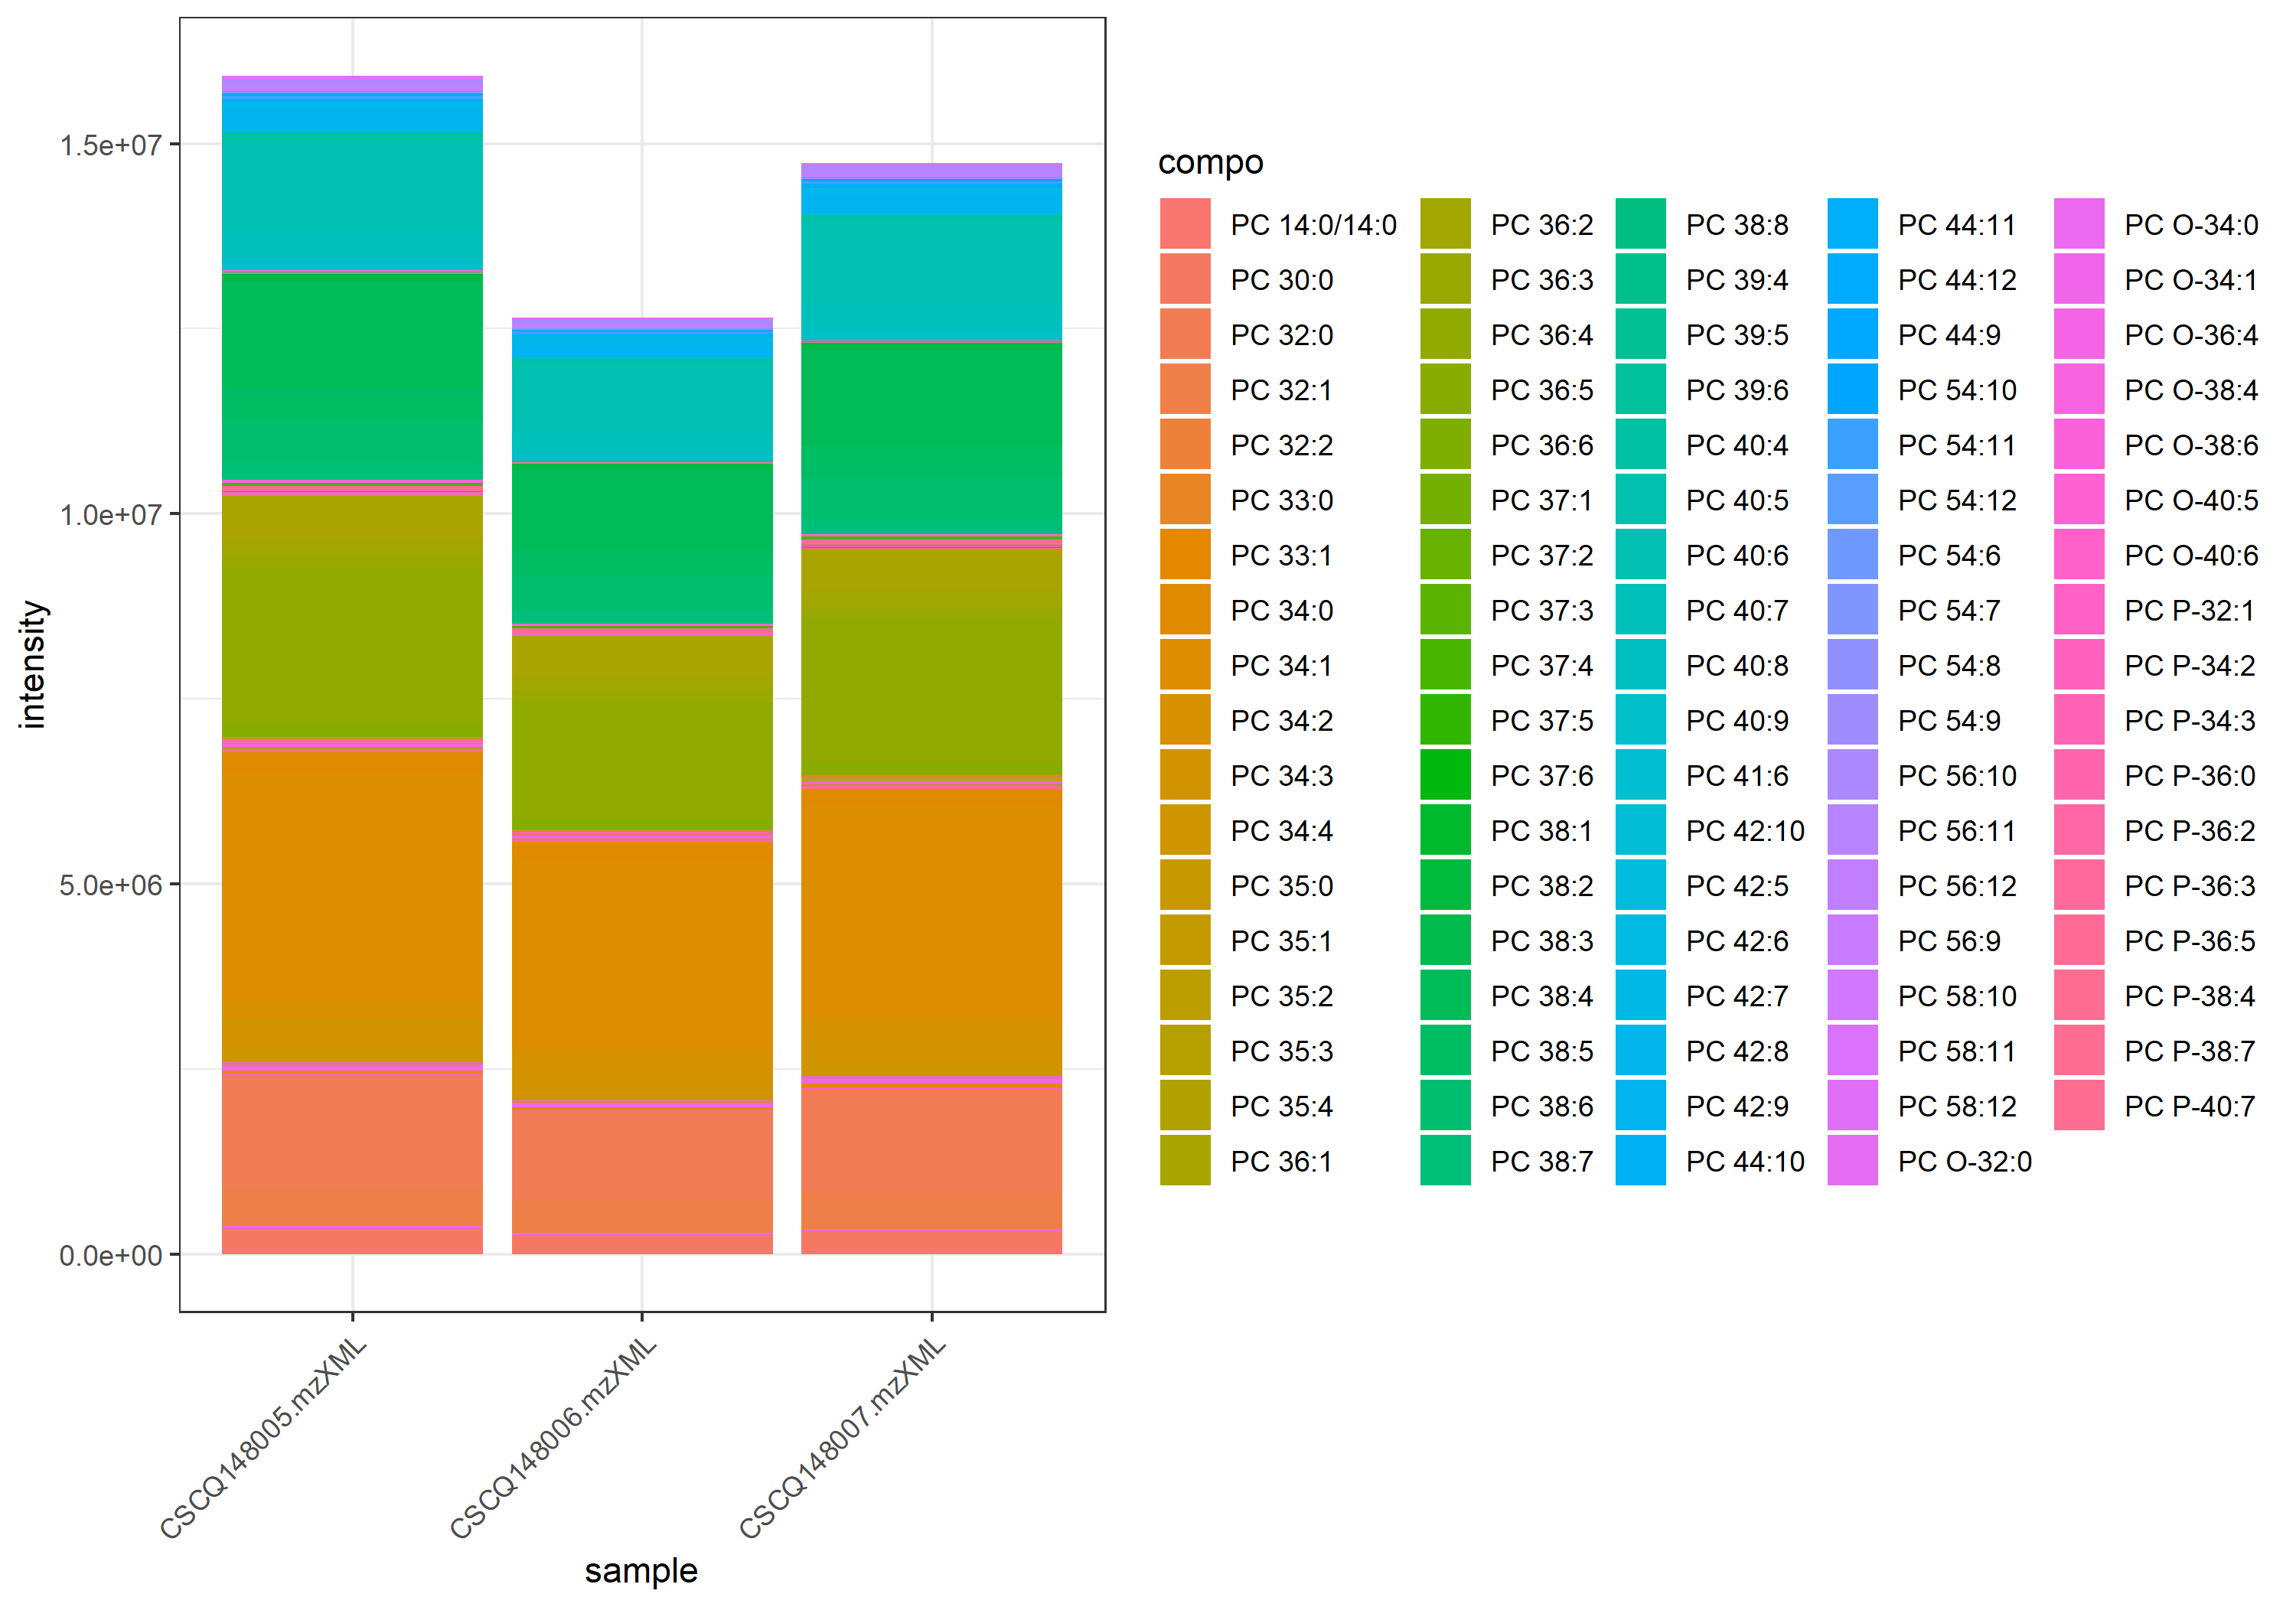 1.5e+07
1.0e+07
5.0e+06
0.0e+00
intensity
CSCQ148005.mzXML
CSCQ148006.mzXML
CSCQ148007.mzXML
sample
compo
PC 14:0/14:0
PC 30:0
PC 32:0
PC 32:1
PC 32:2
PC 33:0
PC 33:1
PC 34:0
PC 34:1
PC 34:2
PC 34:3
PC 34:4
PC 35:0
PC 35:1
PC 35:2
PC 35:3
PC 35:4
PC 36:1
PC 36:2
PC 36:3
PC 36:4
PC 36:5
PC 36:6
PC 37:1
PC 37:2
PC 37:3
PC 37:4
PC 37:5
PC 37:6
PC 38:1
PC 38:2
PC 38:3
PC 38:4
PC 38:5
PC 38:6
PC 38:7
PC 38:8
PC 39:4
PC 39:5
PC 39:6
PC 40:4
PC 40:5
PC 40:6
PC 40:7
PC 40:8
PC 40:9
PC 41:6
PC 42:10
PC 42:5
PC 42:6
PC 42:7
PC 42:8
PC 42:9
PC 44:10
PC 44:11
PC 44:12
PC 44:9
PC 54:10
PC 54:11
PC 54:12
PC 54:6
PC 54:7
PC 54:8
PC 54:9
PC 56:10
PC 56:11
PC 56:12
PC 56:9
PC 58:10
PC 58:11
PC 58:12
PC O-32:0
PC O-34:0
PC O-34:1
PC O-36:4
PC O-38:4
PC O-38:6
PC O-40:5
PC O-40:6
PC P-32:1
PC P-34:2
PC P-34:3
PC P-36:0
PC P-36:2
PC P-36:3
PC P-36:5
PC P-38:4
PC P-38:7
PC P-40:7